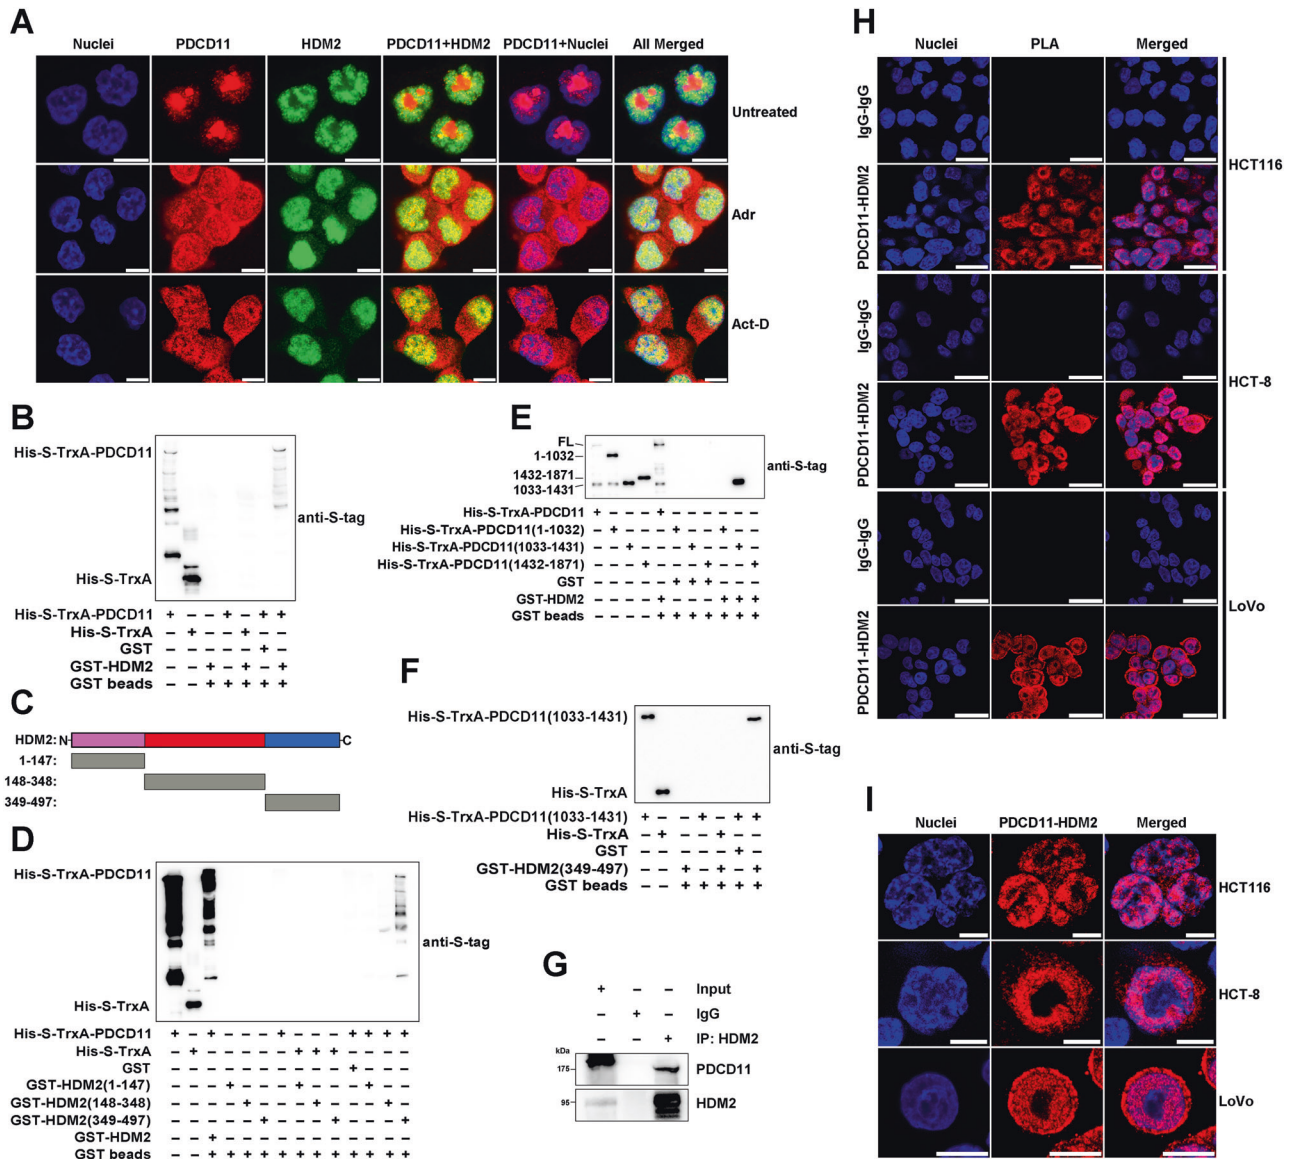 A
Nuclei PDCD11 HDM2 PDCD11+HDM2 PDCD11+Nuclei All Merged
Untreated
Adr
Act-D
B
His-S-TrxA-PDCD11
anti-S-tag
His-S-TrxA
His-S-TrxA-PDCD11 + – – + – + +
His-S-TrxA – + – – + – –
GST – – – – – + –
GST-HDM2 – – + – + – +
GST beads – – + + + + +
C
HDM2: N C
1-147:
148-348:
349-497:
D
His-S-TrxA-PDCD11
anti-S-tag
His-S-TrxA
His-S-TrxA-PDCD11 + – + – – – + – – – + + + +
His-S-TrxA – + – – – – – + + + – – – –
GST – – – – – – – – – – + – – –
GST-HDM2(1-147) – – – + – – – + – – – + – –
GST-HDM2(148-348) – – – – + – – – + – – – + –
GST-HDM2(349-497) – – – – – + – – – + – – – +
GST-HDM2 – – + – – – – – – – – – – –
GST beads – – + + + + + + + + + + + +
E
FL
1-1032
1432-1871
1033-1431
anti-S-tag
His-S-TrxA-PDCD11 + – – – + – – – – – –
His-S-TrxA-PDCD11(1-1032) – + – – – + – – + – –
His-S-TrxA-PDCD11(1033-1431) – – + – – – + – – + –
His-S-TrxA-PDCD11(1432-1871) – – – + – – – + – – +
GST – – – – – + + + – – –
GST-HDM2 – – – – + – – – + + +
GST beads – – – – + + + + + + +
F
His-S-TrxA-PDCD11(1033-1431)
anti-S-tag
His-S-TrxA
His-S-TrxA-PDCD11(1033-1431) + – – + – + +
His-S-TrxA – + – – + – –
GST – – – – – + –
GST-HDM2(349-497) – – + – + – +
GST beads – – + + + + +
G
+ – – Input
– + – IgG
– – + IP: HDM2
kDa
175 PDCD11
95 HDM2
H
Nuclei PLA Merged
IgG-IgG
PDCD11-HDM2
HCT116
IgG-IgG
PDCD11-HDM2
HCT-8
IgG-IgG
PDCD11-HDM2
LoVo
I
Nuclei PDCD11-HDM2 Merged
HCT116
HCT-8
LoVo